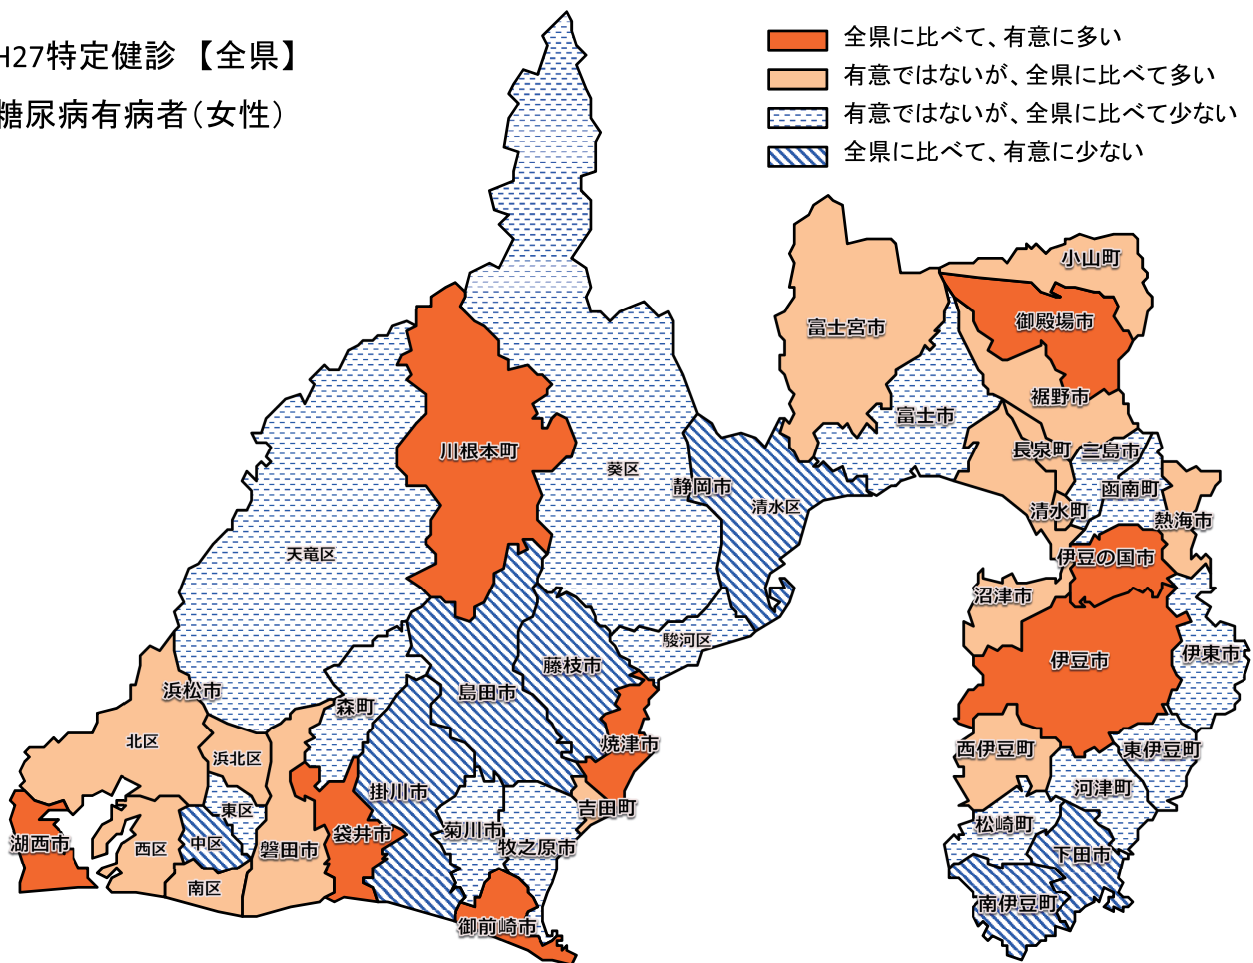 H27特定健診 【全県】
糖尿病有病者(女性)
全県に比べて、有意に多い
有意ではないが、全県に比べて多い
有意ではないが、全県に比べて少ない
全県に比べて、有意に少ない
小山町
御殿場市
富士宮市
裾野市
富士市
長泉町
三島市
川根本町
葵区
静岡市
清水区
函南町
清水町
熱海市
天竜区
伊豆の国市
沼津市
駿河区
伊東市
藤枝市
伊豆市
浜松市
島田市
森町
北区
浜北区
焼津市
西伊豆町
東伊豆町
掛川市
河津町
東区
吉田町
湖西市
中区
西区
磐田市
袋井市
菊川市
牧之原市
松崎町
下田市
南区
南伊豆町
御前崎市